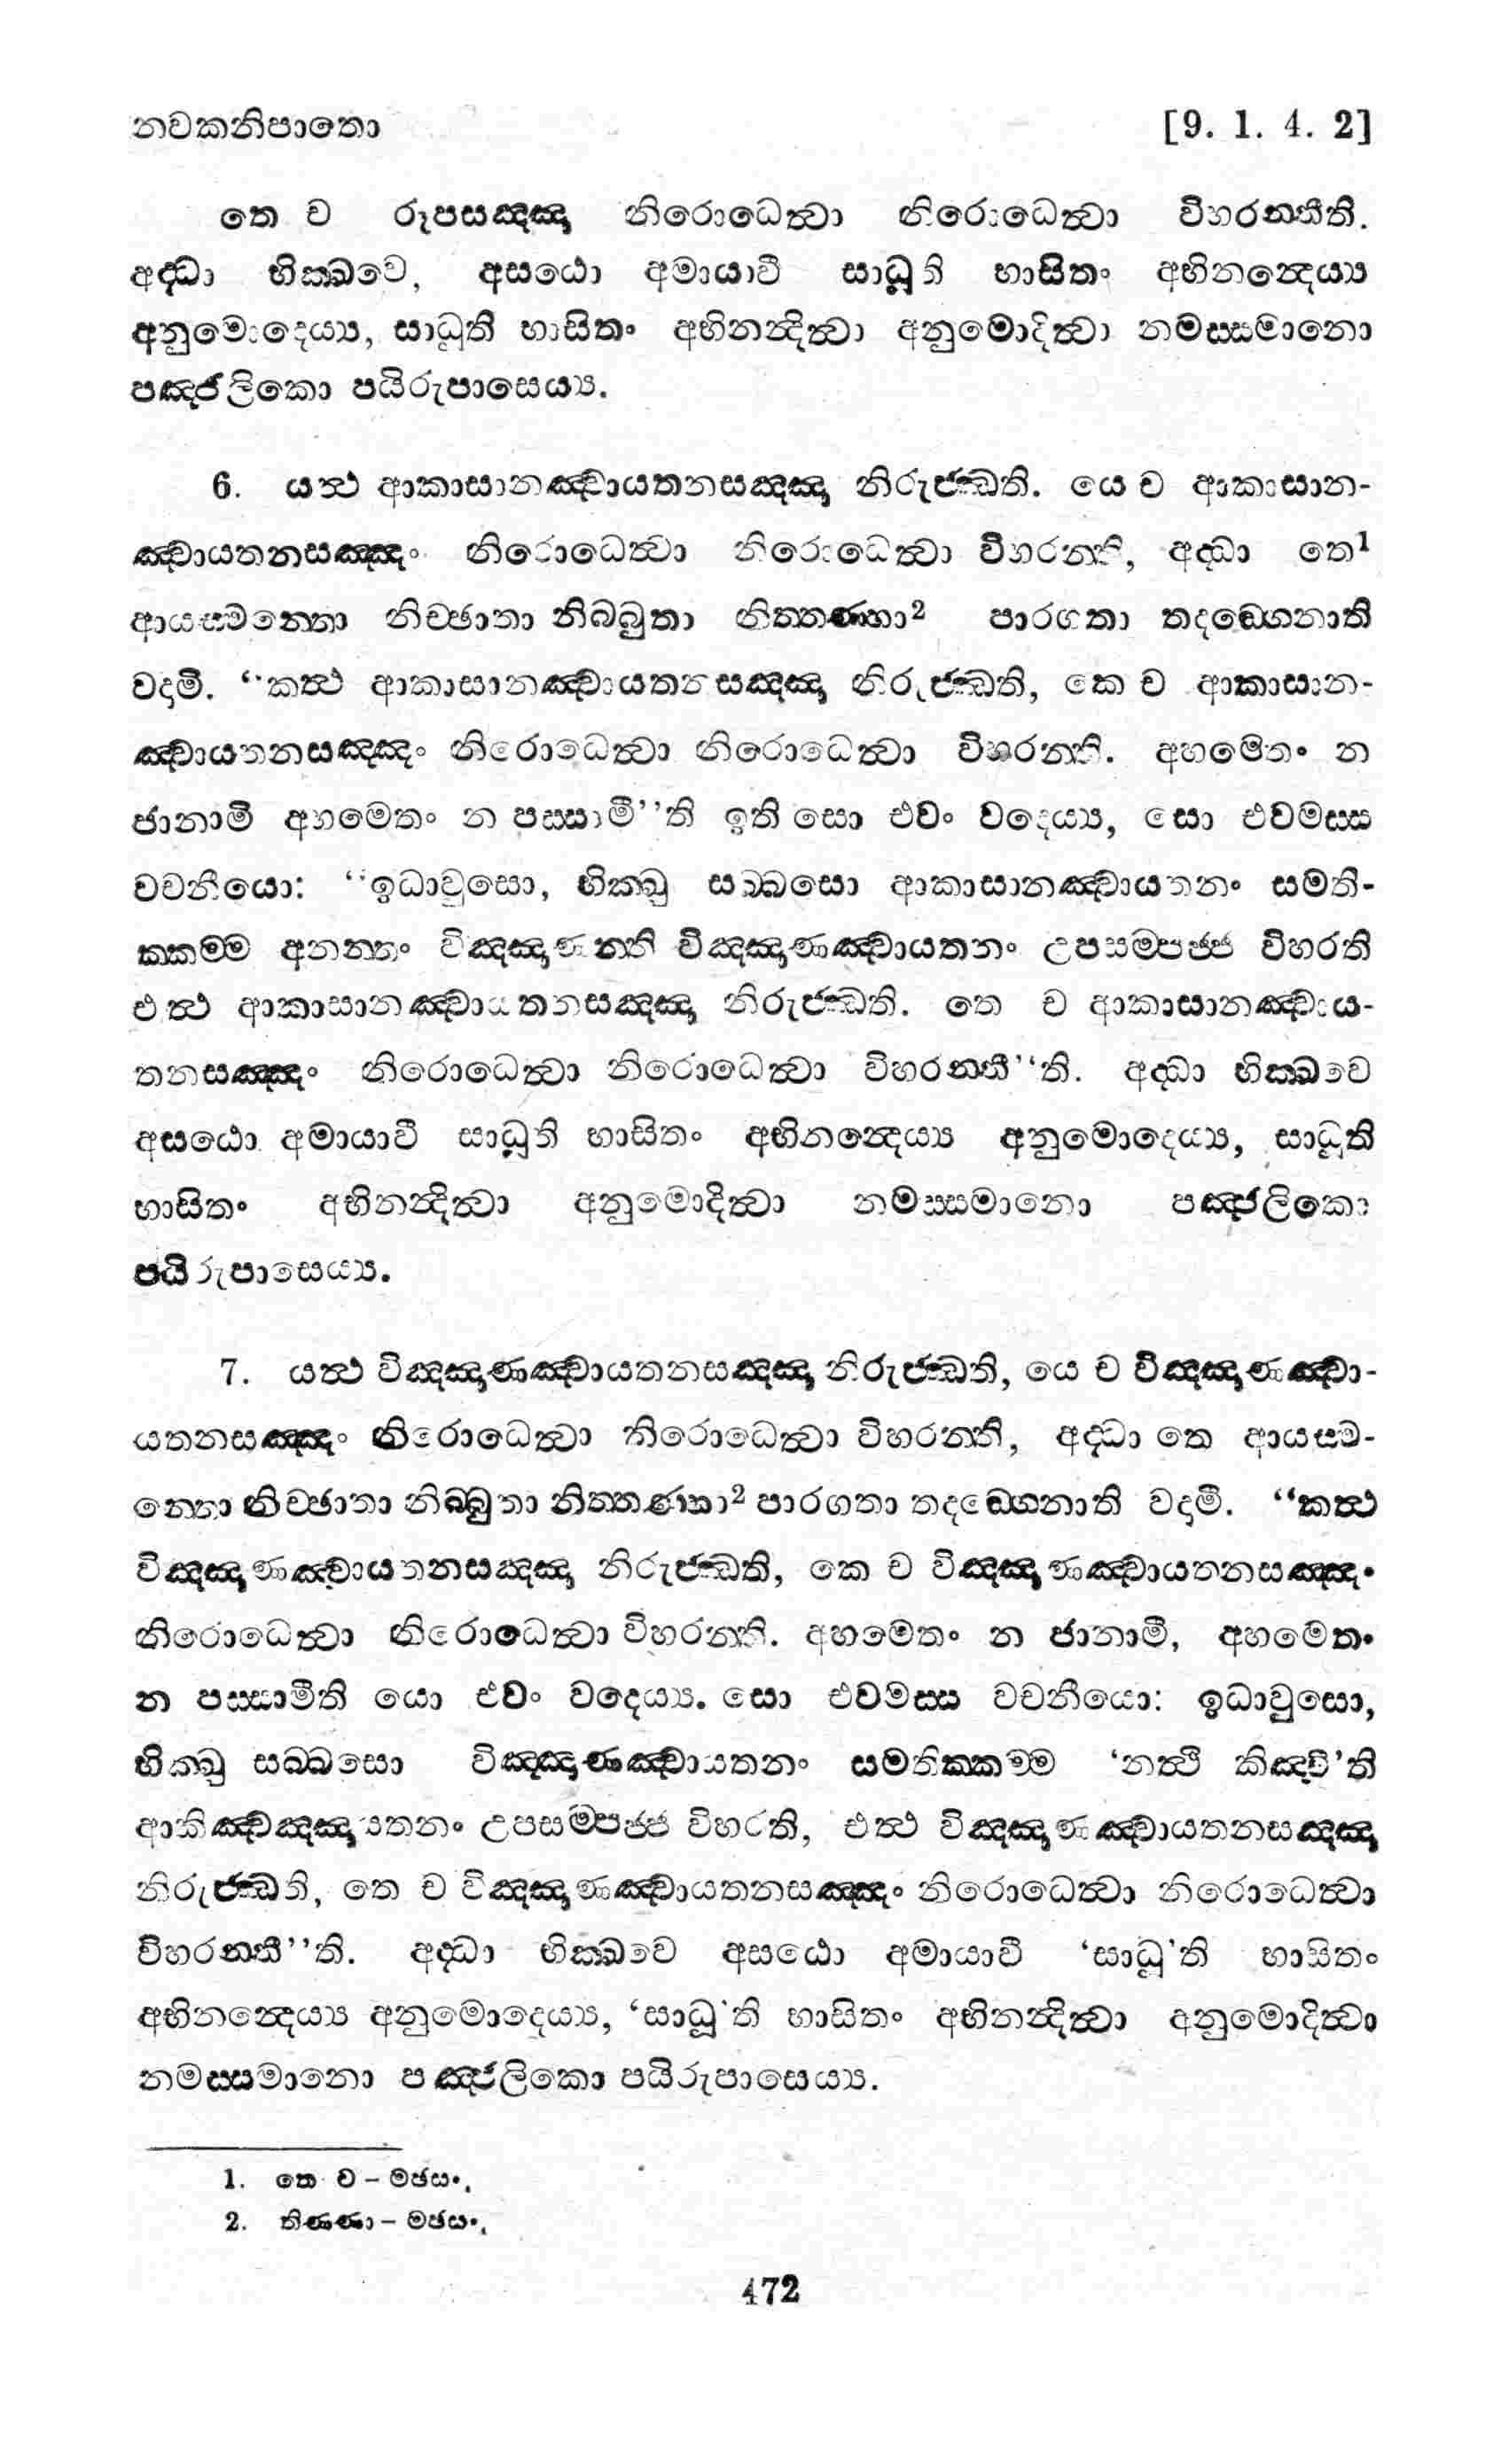 නවකනිපාතො [9. 1. 4. 2]
තෙ ච රූපසඤ්ඤා නිරොධෙත්වා නිරොධෙත්වා විහරන්තීති.
අද්ධා භික්ඛවෙ, අසඨො අමායාවී සාධූති භාසිතං අභිනන්දෙය්‍ය
අනුමොදෙය්‍ය, සාධූති භාසිතං අභිනන්දිත්වා අනුමොදිත්වා නමස්සමානො
පඤ්ජලිකො පයිරුපාසෙය්‍ය.
6. යත්ථ ආකාසානඤ්චායතනසඤ්ඤා නිරුජ්ඣති. යෙ ච ආකාසාන-
ඤ්චායතනසඤ්ඤං නිරොධෙත්වා නිරොධෙත්වා විහරන්ති, අද්ධා තෙ1
ආයස්මන්තො නිච්ඡාතා නිබ්බුතා නිත්තණ්හා2 පාරගතා තදඞ්ගෙනාති
වදාමි. “කත්ථ ආකාසානඤ්චායතනසඤ්ඤා නිරුජ්ඣති, කෙ ච ආකාසාන-
ඤ්චායතනසඤ්ඤං නිරොධෙත්වා නිරොධෙත්වා විහරන්ති. අහමෙතං න
ජානාමි අහමෙතං න පස්සාමී’’ති ඉති සො එවං වදෙය්‍ය, සො එවමස්ස
වචනීයො: “ඉධාවුසො, භික්ඛු සබ්බසො ආකාසානඤ්චායතනං සමති-
ක්කම්ම අනන්තං විඤ්ඤාණන්ති විඤ්ඤාණඤ්චායතනං උපසම්පජ්ජ විහරති
එත්ථ ආකාසානඤ්චායතනසඤ්ඤා නිරුජ්ඣති. තෙ ච ආකාසානඤ්චාය-
තනසඤ්ඤං නිරොධෙත්වා නිරොධෙත්වා විහරන්තී’’ති. අද්ධා භික්ඛවෙ
අසඨො අමායාවී සාධූති භාසිතං අභිනන්දෙය්‍ය අනුමොදෙය්‍ය, සාධූති
භාසිතං අභිනන්දිත්වා අනුමොදිත්වා නමස්සමානො පඤ්ජලිකො
පයිරුපාසෙය්‍ය.
7. යත්ථ විඤ්ඤාණඤ්චායතනසඤ්ඤා නිරුජ්ඣති, යෙ ච විඤ්ඤාණඤ්චා-
යතනසඤ්ඤං නිරොධෙත්වා නිරොධෙත්වා විහරන්ති, අද්ධා තෙ ආයස්ම-
න්තො නිච්ඡාතා නිබ්බුතා නිත්තණ්හා2 පාරගතා තදඞ්ගෙනාති වදාමි. “කත්ථ
විඤ්ඤාණඤ්චායතනසඤ්ඤා නිරුජ්ඣති, කෙ ච විඤ්ඤාණඤ්චායතනසඤ්ඤං
නිරොධෙත්වා නිරොධෙත්වා විහරන්ති. අහමෙතං න ජානාමි, අහමෙතං
න පස්සාමීති යො එවං වදෙය්‍ය. සො එවමස්ස වචනීයො: ඉධාවුසො,
භික්ඛු සබ්බසො විඤ්ඤාණඤ්චායතනං සමතික්කම්ම ‘නත්ථි කිඤ්චි’ති
ආකිඤ්චඤ්ඤායතනං උපසම්පජ්ජ විහරති, එත්ථ විඤ්ඤාණඤ්චායතනසඤ්ඤා
නිරුජ්ඣති, තෙ ච විඤ්ඤාණඤ්චායතනසඤ්ඤං නිරොධෙත්වා නිරොධෙත්වා
විහරන්තී’’ති. අද්ධා භික්ඛවෙ අසඨො අමායාවී ‘සාධූ’ති භාසිතං
අභිනන්දෙය්‍ය අනුමොදෙය්‍ය, ‘සාධූ’ති භාසිතං අභිනන්දිත්වා අනුමොදිත්වා
නමස්සමානො පඤ්ජලිකො පයිරුපාසෙය්‍ය.
1. තෙ ච – මඡසං,
2. තිණ්ණා – මඡසං,
472